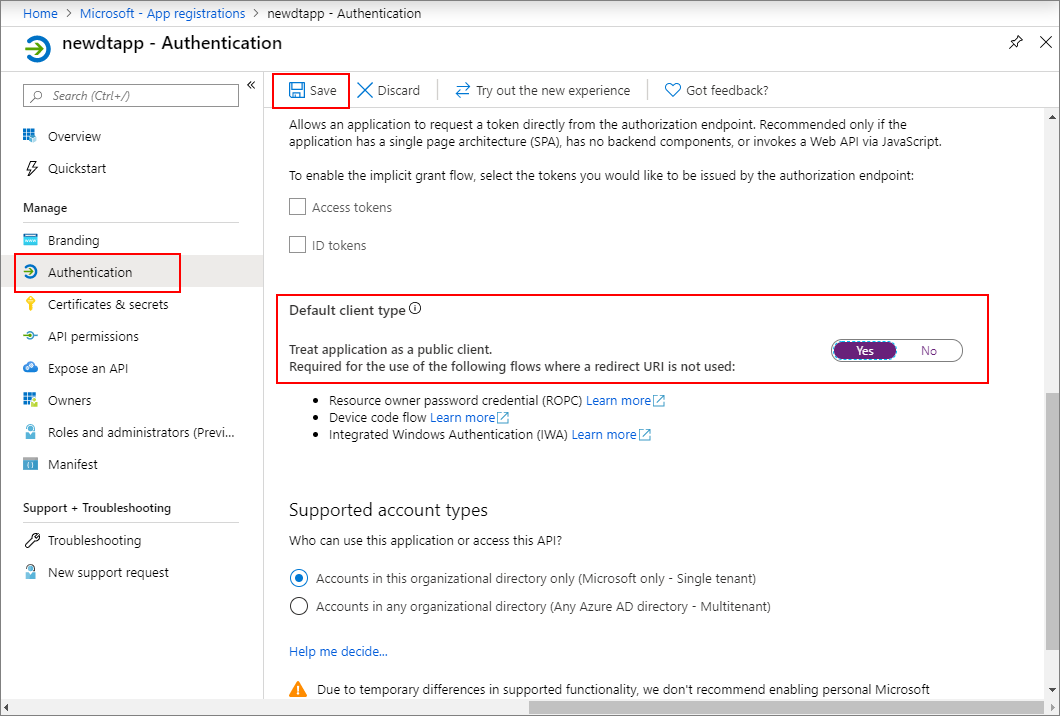 Home > Microsoft - App registrations > newdtapp - Authentication
newdtapp - Authentication
Search (Ctrl+/)
«
Overview
Quickstart
Manage
Branding
Authentication
Certificates & secrets
API permissions
Expose an API
Owners
Roles and administrators (Previ...
Manifest
Support + Troubleshooting
Troubleshooting
New support request
Save
Discard
Try out the new experience
Got feedback?
Allows an application to request a token directly from the authorization endpoint. Recommended only if the
application has a single page architecture (SPA), has no backend components, or invokes a Web API via JavaScript.
To enable the implicit grant flow, select the tokens you would like to be issued by the authorization endpoint:
Access tokens
ID tokens
Default client type
Treat application as a public client.
Required for the use of the following flows where a redirect URI is not used:
Yes
No
• Resource owner password credential (ROPC) Learn more
• Device code flow Learn more
• Integrated Windows Authentication (IWA) Learn more
Supported account types
Who can use this application or access this API?
Accounts in this organizational directory only (Microsoft only - Single tenant)
Accounts in any organizational directory (Any Azure AD directory - Multitenant)
Help me decide...
Due to temporary differences in supported functionality, we don't recommend enabling personal Microsoft